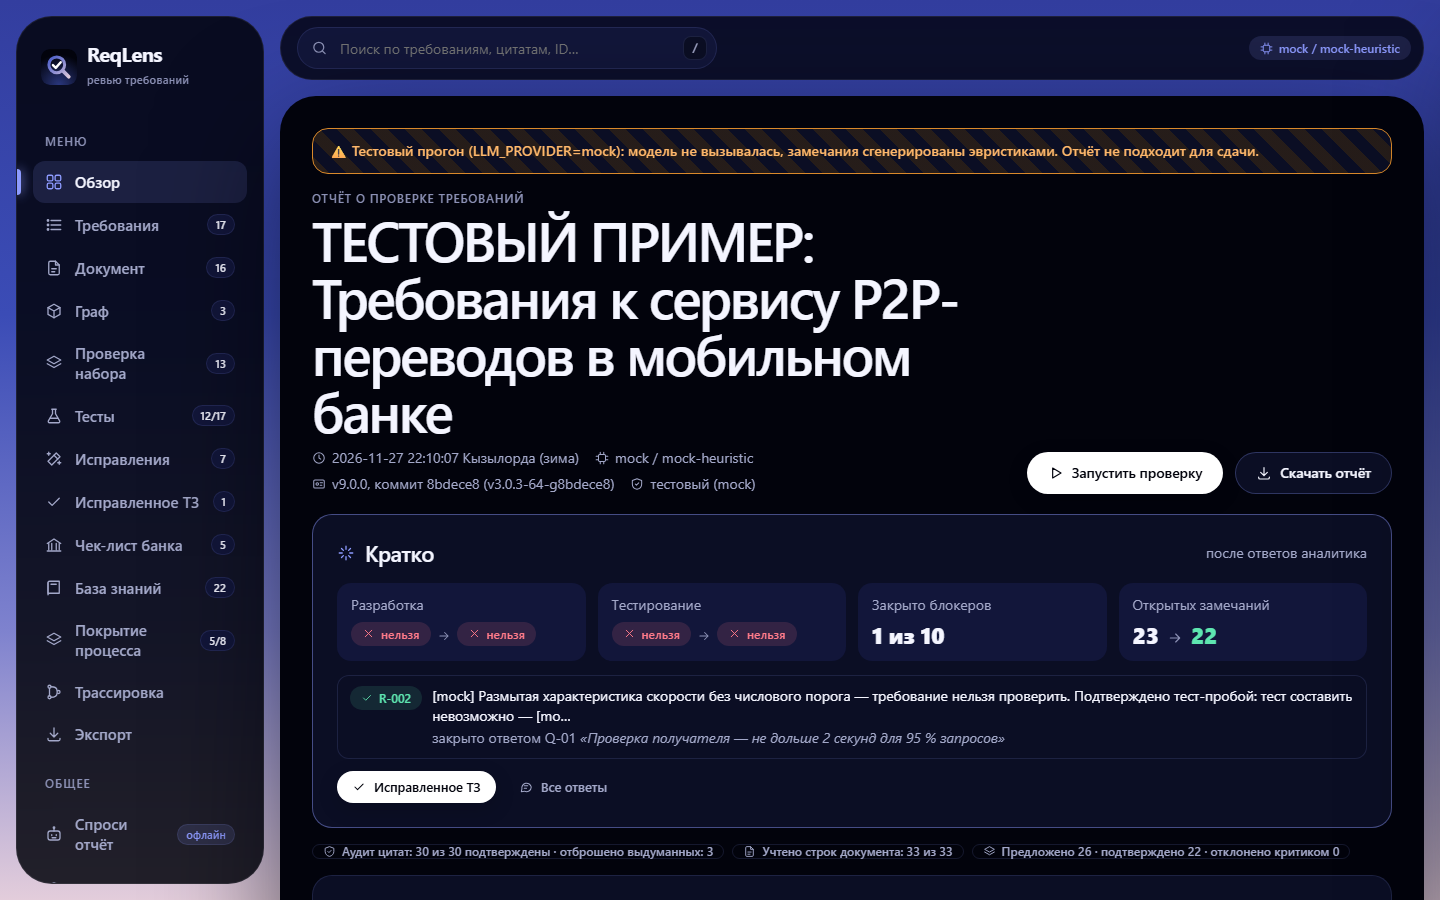 ReqLens
ревью требований
МЕНЮ
Обзор
Требования 17
Документ 16
Граф 3
Проверка
набора 13
Тесты 12/17
Исправления 7
Исправленное ТЗ 1
Чек-лист банка 5
База знаний 22
Покрытие
процесса 5/8
Трассировка
Экспорт
ОБЩЕЕ
Спроси
отчёт офлайн
Поиск по требованиям, цитатам, ID... /
mock / mock-heuristic
Тестовый прогон (LLM_PROVIDER=mock): модель не вызывалась, замечания сгенерированы эвристиками. Отчёт не подходит для сдачи.
ОТЧЁТ О ПРОВЕРКЕ ТРЕБОВАНИЙ
ТЕСТОВЫЙ ПРИМЕР:
Требования к сервису P2P-
переводов в мобильном
банке
2026-11-27 22:10:07 Кызылорда (зима) mock / mock-heuristic
v9.0.0, коммит 8bdece8 (v3.0.3-64-g8bdece8) тестовый (mock)
Запустить проверку
Скачать отчёт
Кратко
после ответов аналитика
Разработка
нельзя → нельзя
Тестирование
нельзя → нельзя
Закрыто блокеров
1 из 10
Открытых замечаний
23 → 22
R-002
[mock] Размытая характеристика скорости без числового порога — требование нельзя проверить. Подтверждено тест-пробой: тест составить
невозможно — [mo...
закрыто ответом Q-01 «Проверка получателя — не дольше 2 секунд для 95 % запросов»
Исправленное ТЗ
Все ответы
Аудит цитат: 30 из 30 подтверждены · отброшено выдуманных: 3
Учтено строк документа: 33 из 33
Предложено 26 · подтверждено 22 · отклонено критиком 0